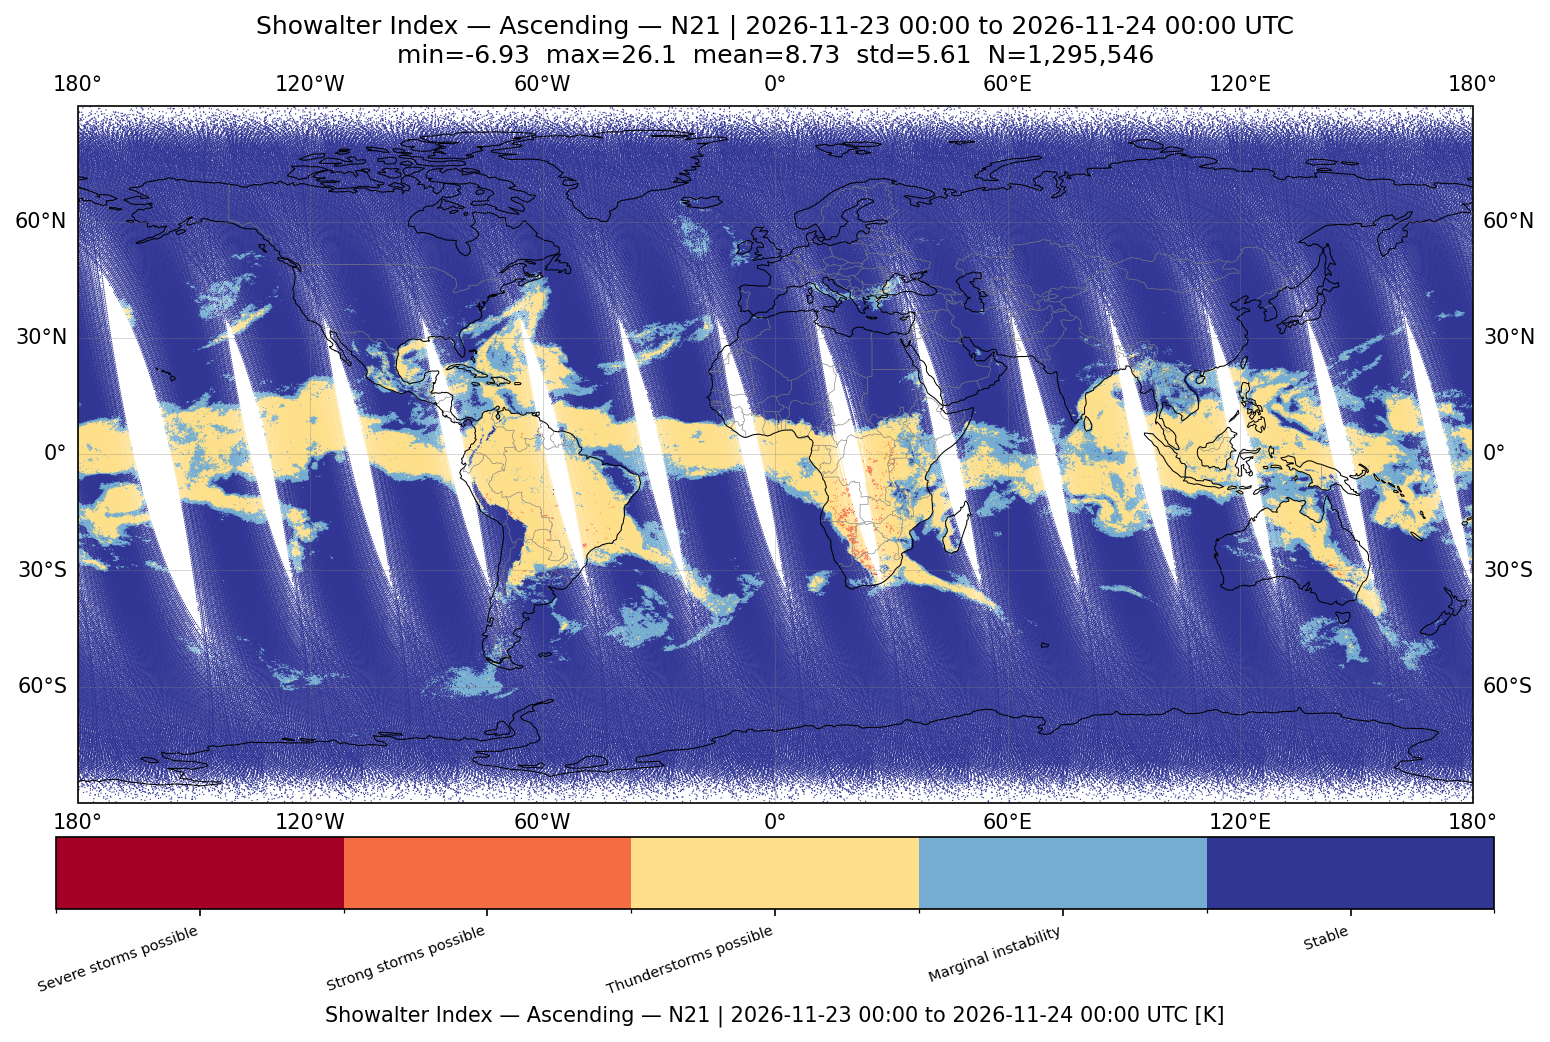 Showalter Index — Ascending — N21 | 2026-11-23 00:00 to 2026-11-24 00:00 UTC
min=-6.93 max=26.1 mean=8.73 std=5.61 N=1,295,546
180° 120°W 60°W 0° 60°E 120°E 180°
60°N 60°N
30°N 30°N
0° 0°
30°S 30°S
60°S 60°S
180° 120°W 60°W 0° 60°E 120°E 180°
Severe storms possible Strong storms possible Thunderstorms possible Marginal instability Stable
Showalter Index — Ascending — N21 | 2026-11-23 00:00 to 2026-11-24 00:00 UTC [K]